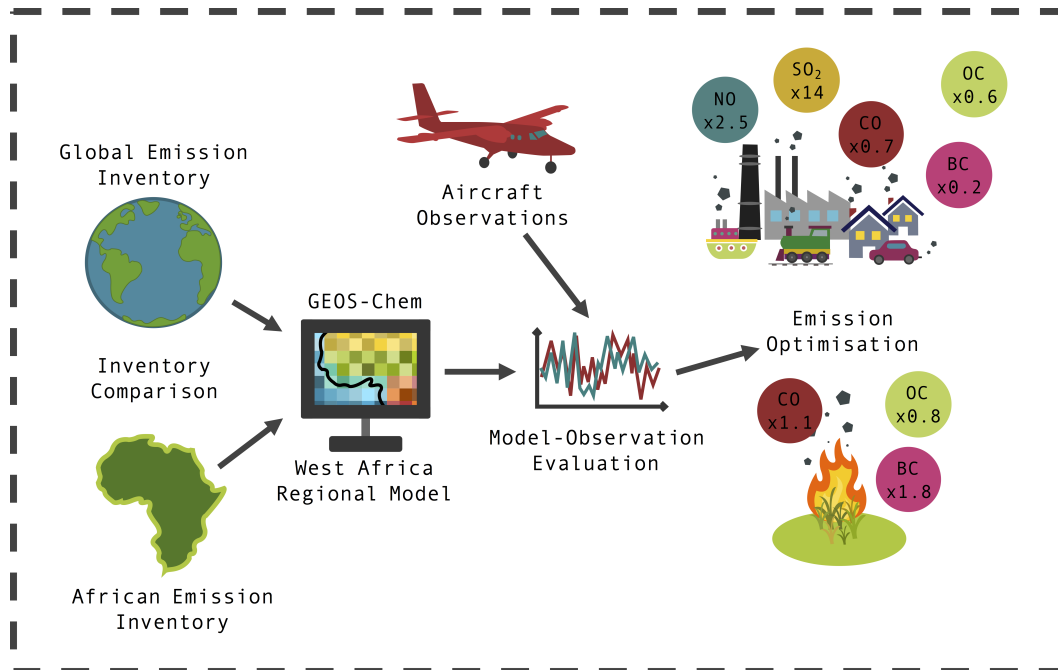 Global Emission
Inventory
Inventory
Comparison
African Emission
Inventory
GEOS-Chem
West Africa
Regional Model
Aircraft
Observations
Model-Observation
Evaluation
Emission
Optimisation
NO
x2.5
SO₂
x14
CO
x0.7
OC
x0.6
BC
x0.2
CO
x1.1
OC
x0.8
BC
x1.8